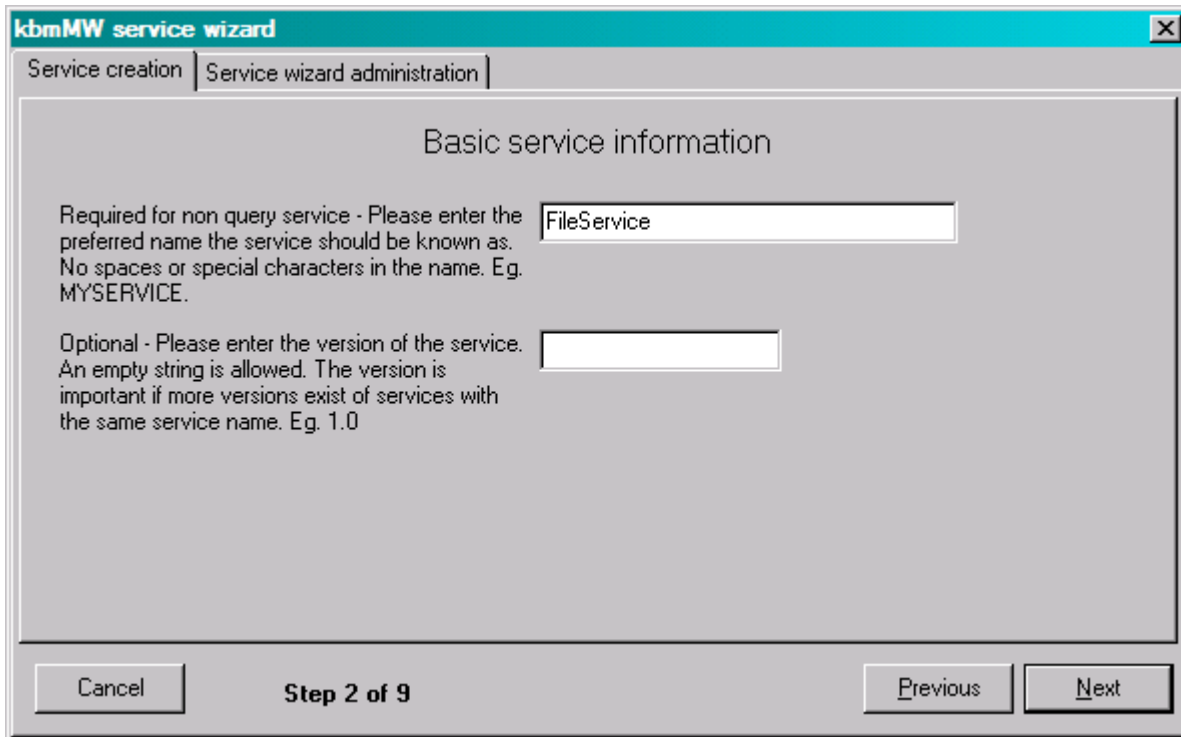 kbmMW service wizard
Service creation
Service wizard administration
Basic service information
Required for non query service - Please enter the
preferred name the service should be known as.
No spaces or special characters in the name. Eg.
MYSERVICE.
FileService
Optional - Please enter the version of the service.
An empty string is allowed. The version is
important if more versions exist of services with
the same service name. Eg. 1.0
Cancel
Step 2 of 9
Previous
Next